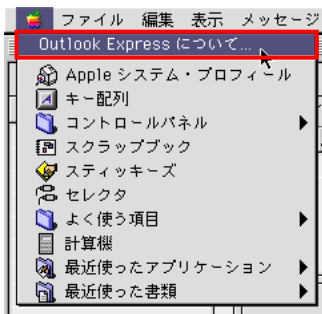 ファイル 編集 表示 メッセージ
Outlook Express について...
Apple システム・プロフィール
キー配列
コントロールパネル
スクラップブック
スティッキーズ
セレクタ
よく使う項目
計算機
最近使ったアプリケーション
最近使った書類